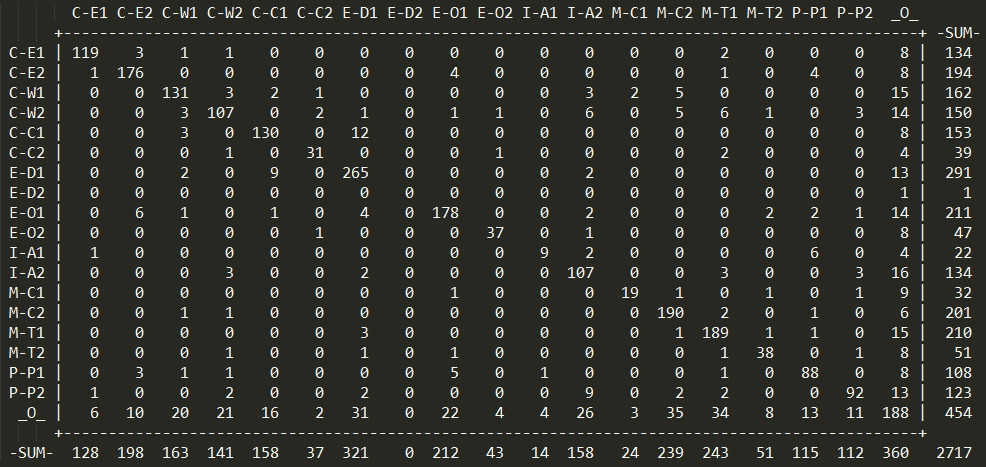 C-E1 C-E2 C-W1 C-W2 C-C1 C-C2 E-D1 E-D2 E-O1 E-O2 I-A1 I-A2 M-C1 M-C2 M-T1 M-T2 P-P1 P-P2 _O_
+--------------------------------------------------------------------------------------+ -SUM-
C-E1 | 119 3 1 1 0 0 0 0 0 0 0 0 0 0 2 0 0 0 8 | 134
C-E2 | 1 176 0 0 0 0 0 0 4 0 0 0 0 0 1 0 4 0 8 | 194
C-W1 | 0 0 131 3 2 1 0 0 0 0 0 3 2 5 0 0 0 0 15 | 162
C-W2 | 0 0 3 107 0 2 1 0 1 1 0 6 0 5 6 1 0 3 14 | 150
C-C1 | 0 0 3 0 130 0 12 0 0 0 0 0 0 0 0 0 0 0 8 | 153
C-C2 | 0 0 0 1 0 31 0 0 0 1 0 0 0 0 2 0 0 0 4 | 39
E-D1 | 0 0 2 0 9 0 265 0 0 0 0 2 0 0 0 0 0 0 13 | 291
E-D2 | 0 0 0 0 0 0 0 0 0 0 0 0 0 0 0 0 0 0 1 | 1
E-O1 | 0 6 1 0 1 0 4 0 178 0 0 2 0 0 0 2 2 1 14 | 211
E-O2 | 0 0 0 0 0 1 0 0 0 37 0 1 0 0 0 0 0 0 8 | 47
I-A1 | 1 0 0 0 0 0 0 0 0 0 9 2 0 0 0 0 6 0 4 | 22
I-A2 | 0 0 0 3 0 0 2 0 0 0 0 107 0 0 3 0 0 3 16 | 134
M-C1 | 0 0 0 0 0 0 0 0 1 0 0 0 19 1 0 1 0 1 9 | 32
M-C2 | 0 0 1 1 0 0 0 0 0 0 0 0 0 190 2 0 1 0 6 | 201
M-T1 | 0 0 0 0 0 0 3 0 0 0 0 0 0 1 189 1 1 0 15 | 210
M-T2 | 0 0 0 1 0 0 1 0 1 0 0 0 0 0 1 38 0 1 8 | 51
P-P1 | 0 3 1 1 0 0 0 0 5 0 1 0 0 0 1 0 88 0 8 | 108
P-P2 | 1 0 0 2 0 0 2 0 0 0 0 9 0 2 2 0 0 92 13 | 123
_O_ | 6 10 20 21 16 2 31 0 22 4 4 26 3 35 34 8 13 11 188 | 454
+--------------------------------------------------------------------------------------+
-SUM- 128 198 163 141 158 37 321 0 212 43 14 158 24 239 243 51 115 112 360 2717